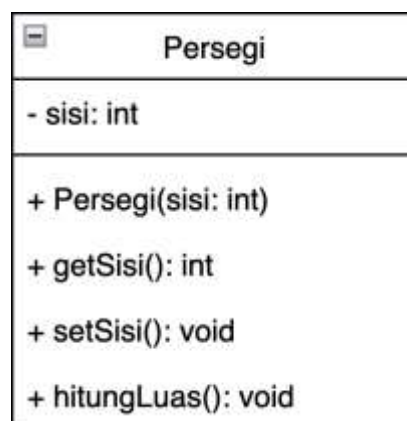 Persegi
- sisi: int
+ Persegi(sisi: int)
+ getSisi(): int
+ setSisi(): void
+ hitungLuas(): void